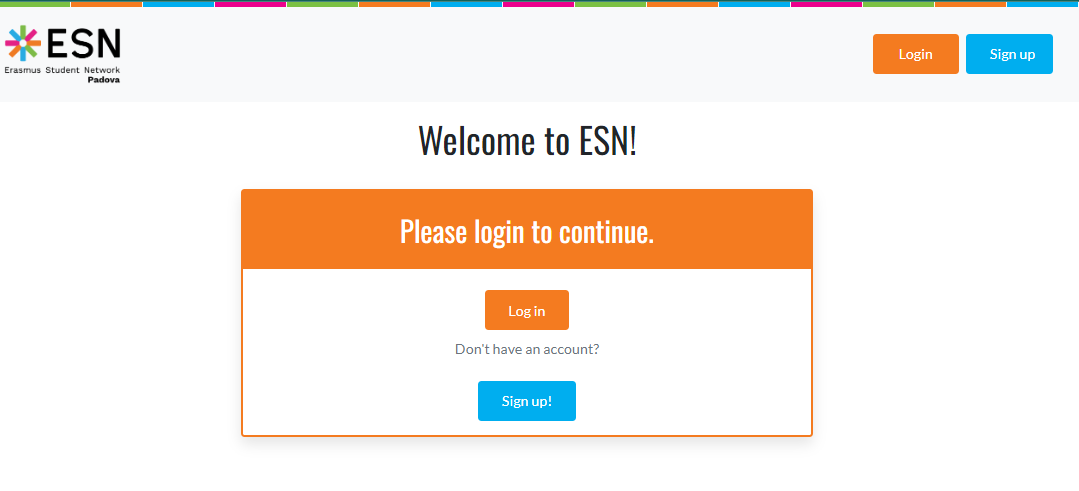 ESN
Erasmus Student Network
Padova
Login
Sign up
Welcome to ESN!
Please login to continue.
Log in
Don't have an account?
Sign up!